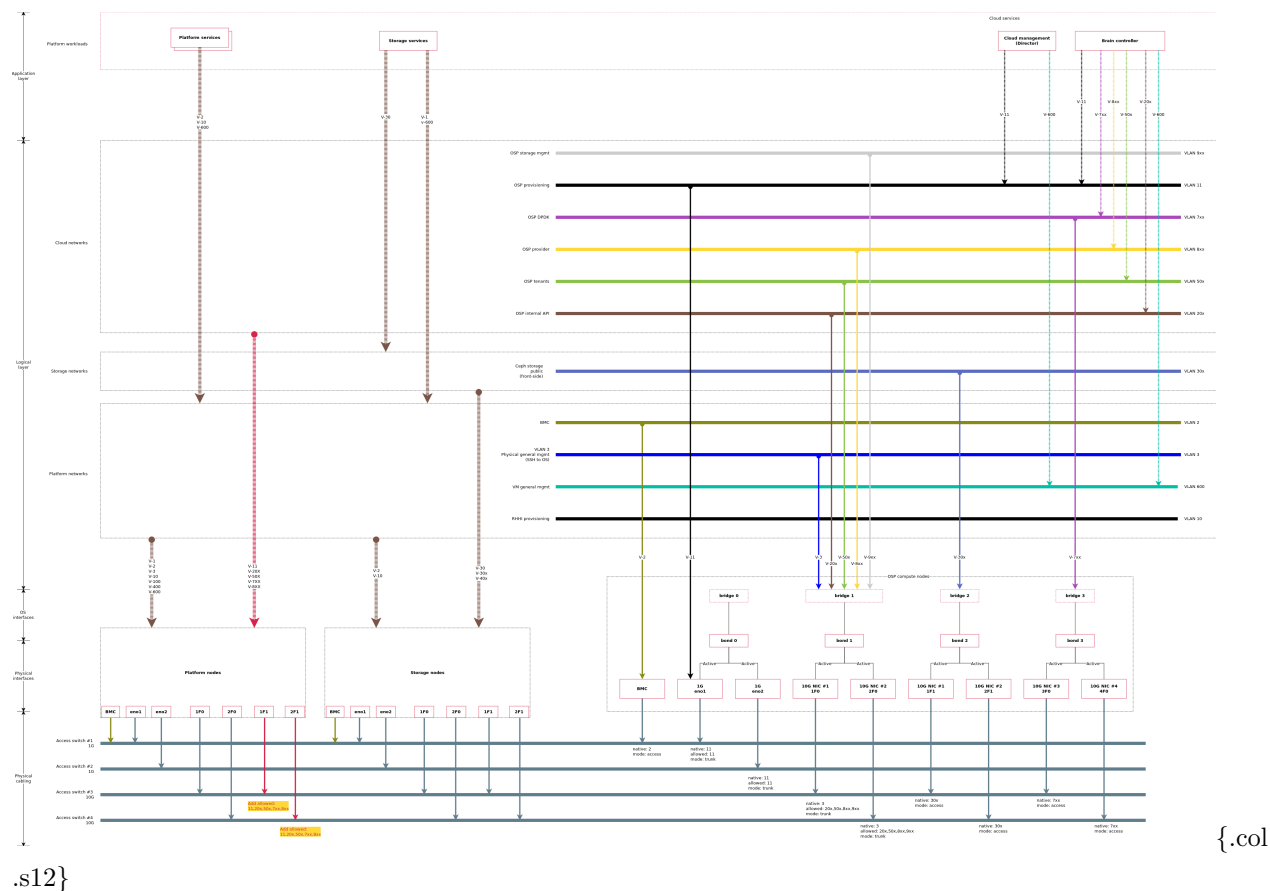 Cloud services
Platform workloads
Platform services
Storage services
Cloud management
(Director)
Brain controller
Application
layer
V-2
V-10
V-600
V-30
V-1
V-600
V-11
V-600
V-11
V-7xx
V-8xx
V-50x
V-20x
V-600
OSP storage mgmt
VLAN 9xx
OSP provisioning
VLAN 11
OSP DPDK
VLAN 7xx
Cloud networks
OSP provider
VLAN 8xx
OSP tenants
VLAN 50x
OSP internal API
VLAN 20x
Logical
layer
Storage networks
Ceph storage
public
(front-side)
VLAN 30x
BMC
VLAN 2
VLAN 3
Physical general mgmt
(SSH to OS)
VLAN 3
Platform networks
VM general mgmt
VLAN 600
RHHI provisioning
VLAN 10
V-1
V-2
V-3
V-10
V-100
V-400
V-600
V-11
V-20X
V-50X
V-7XX
V-8XX
V-2
V-10
V-30
V-30x
V-40x
V-2
V-11
V-3
V-20x
V-50x
V-8xx
V-9xx
V-30x
V-7xx
OSP compute nodes
OS
interfaces
bridge 0
bridge 1
bridge 2
bridge 3
bond 0
bond 1
bond 2
bond 3
Active
Active
Active
Active
Active
Active
Active
Active
Physical
interfaces
Platform nodes
Storage nodes
BMC
1G
eno1
1G
eno2
10G NIC #1
1F0
10G NIC #2
2F0
10G NIC #1
1F1
10G NIC #2
2F1
10G NIC #3
3F0
10G NIC #4
4F0
BMC
eno1
eno2
1F0
2F0
1F1
2F1
BMC
eno1
eno2
1F0
2F0
1F1
2F1
Access switch #1
1G
native: 2
mode: access
native: 11
allowed: 11
mode: trunk
Access switch #2
1G
Physical
cabling
native: 11
allowed: 11
mode: trunk
Access switch #3
10G
Add allowed:
11,20x,50x,7xx,8xx
native: 3
allowed: 20x,50x,8xx,9xx
mode: trunk
native: 30x
mode: access
native: 7xx
mode: access
Access switch #4
10G
Add allowed:
11,20x,50x,7xx,8xx
native: 3
allowed: 20x,50x,8xx,9xx
mode: trunk
native: 30x
mode: access
native: 7xx
mode: access
{.col
.s12}